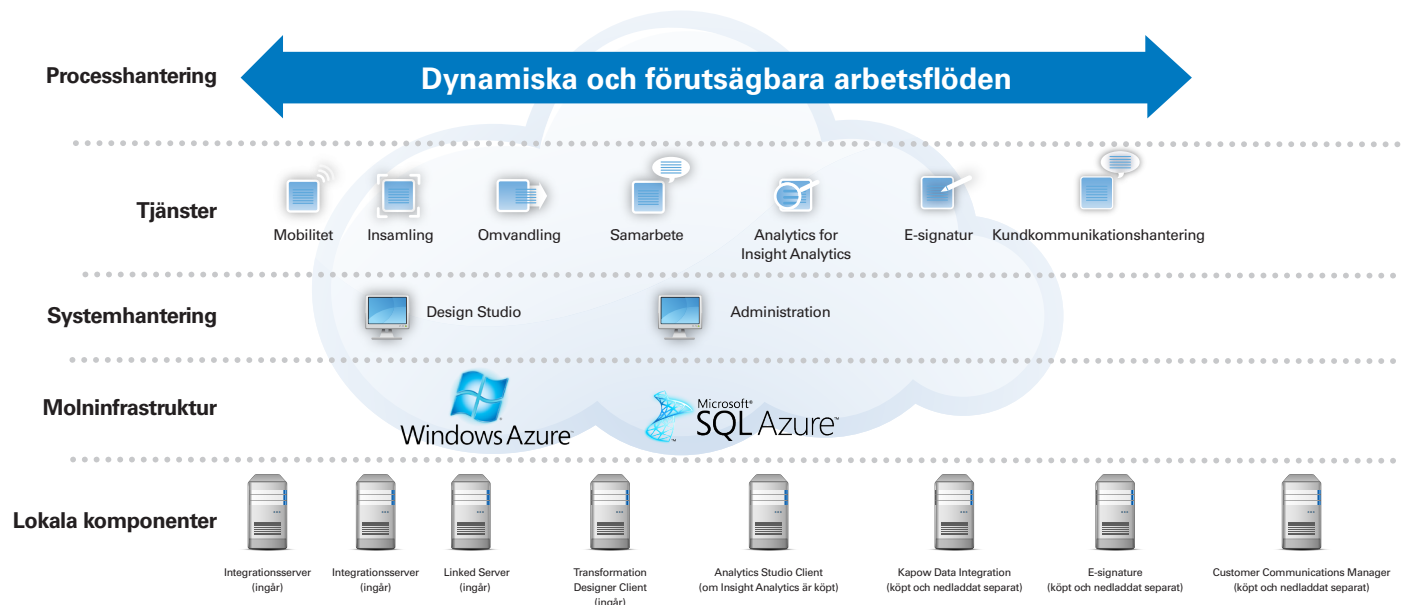 Processhantering
Dynamiska och förutsägbara arbetsflöden
Tjänster
Mobilitet
Insamling
Omvandling
Samarbete
Analytics for
Insight Analytics
E-signatur
Kundkommunikationshantering
Systemhantering
Design Studio
Administration
Molninfrastruktur
Windows Azure™
Microsoft®
SQL Azure™
Lokala komponenter
Integrationsserver
(ingår)
Integrationsserver
(ingår)
Linked Server
(ingår)
Transformation
Designer Client
(ingår)
Analytics Studio Client
(om Insight Analytics är köpt)
Kapow Data Integration
(köpt och nedladdat separat)
E-signature
(köpt och nedladdat separat)
Customer Communications Manager
(köpt och nedladdat separat)